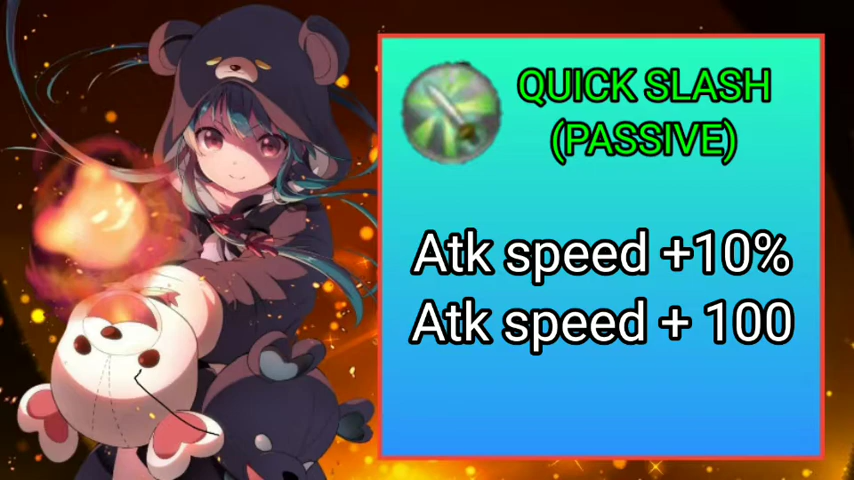 QUICK SLASH
(PASSIVE)
Atk speed +10%
Atk speed + 100